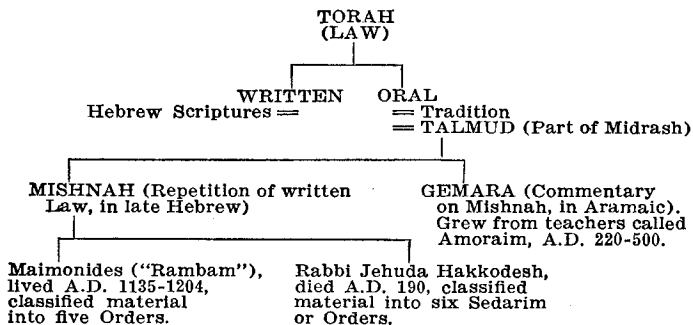 TORAH
(LAW)
WRITTEN
Hebrew Scriptures =
ORAL
= Tradition
= TALMUD (Part of Midrash)
MISHNAH (Repetition of written
Law, in late Hebrew)
GEMARA (Commentary
on Mishnah, in Aramaic).
Grew from teachers called
Amoraim, A.D. 220-500.
Maimonides ("Rambam"),
lived A.D. 1135-1204,
classified material
into five Orders.
Rabbi Jehuda Hakkodesh,
died A.D. 190, classified
material into six Sedarim
or Orders.